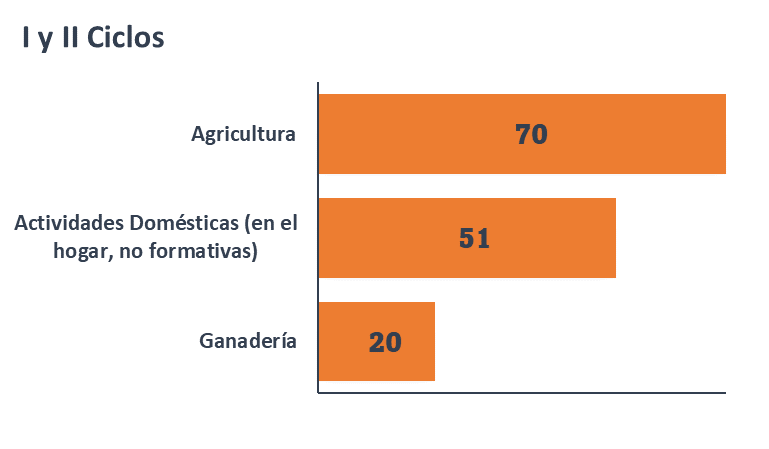 I y II Ciclos
Agricultura
70
Actividades Domésticas (en el
hogar, no formativas)
51
Ganadería
20